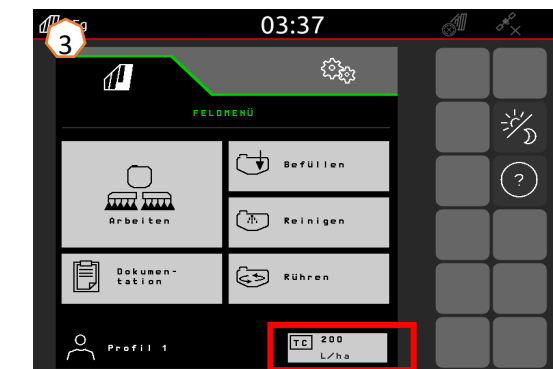 03:37
3
FELDMENÜ
Befüllen
Arbeiten
Reinigen
Dokumen-
tation
Rühren
Profil 1
TC 200
L/ha
?